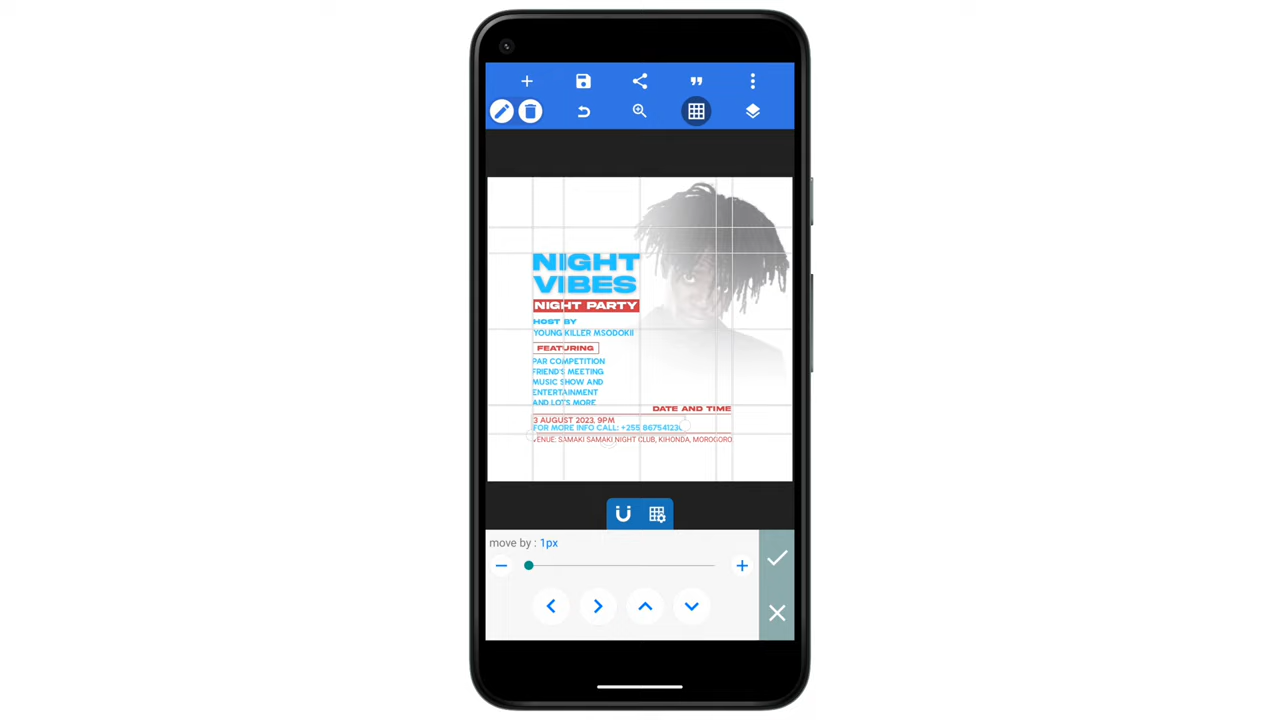 NIGHT
VIBES
NIGHT PARTY
HOST BY
YOUNG KILLER MSODOKII
FEATURING
PAR COMPETITION
FRIEND'S MEETING
MUSIC SHOW AND
ENTERTAINMENT
AND LOTS MORE
DATE AND TIME
3 AUGUST 2023, 9PM
FOR MORE INFO CALL: +255 867541230
VENUE: SAMAKI SAMAKI NIGHT CLUB, KIHONDA, MOROGORO
move by : 1px